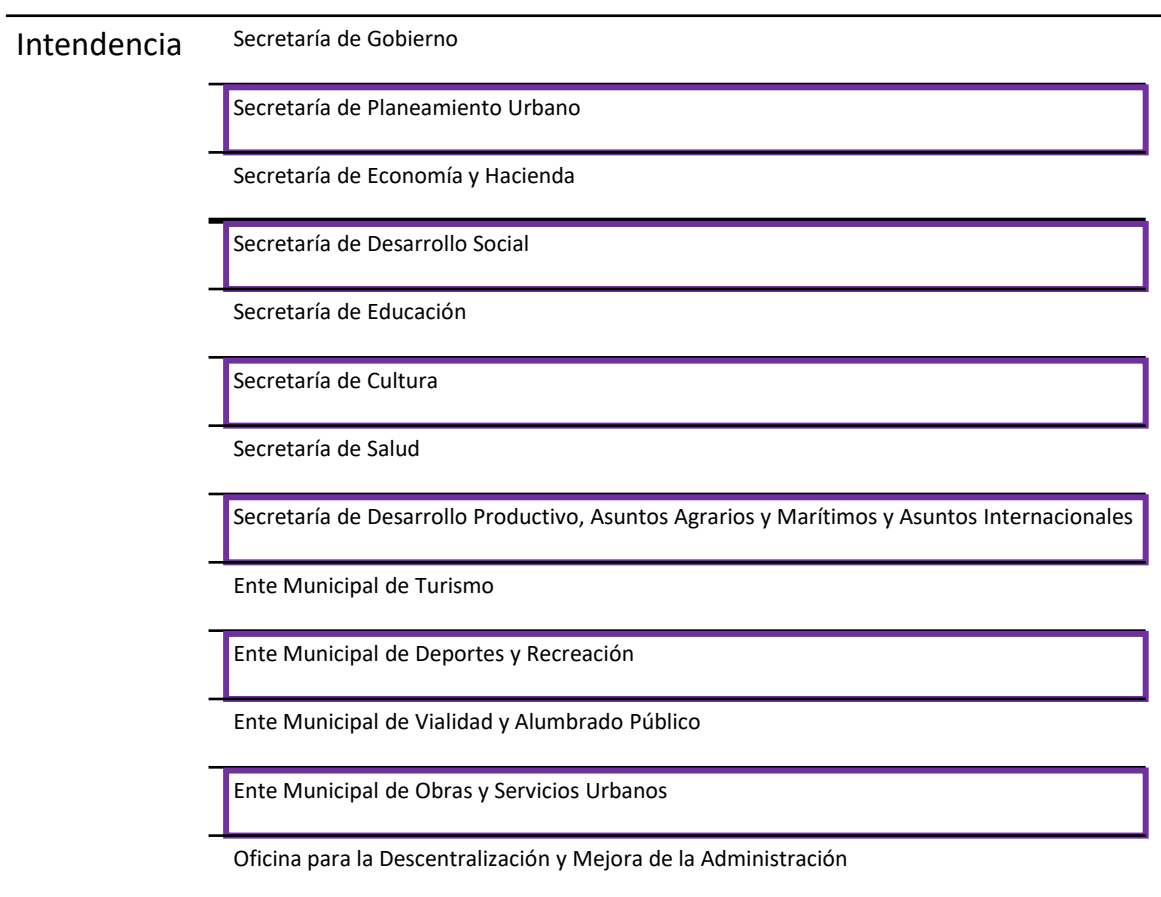 Intendencia
Secretaría de Gobierno
Secretaría de Planeamiento Urbano
Secretaría de Economía y Hacienda
Secretaría de Desarrollo Social
Secretaría de Educación
Secretaría de Cultura
Secretaría de Salud
Secretaría de Desarrollo Productivo, Asuntos Agrarios y Marítimos y Asuntos Internacionales
Ente Municipal de Turismo
Ente Municipal de Deportes y Recreación
Ente Municipal de Vialidad y Alumbrado Público
Ente Municipal de Obras y Servicios Urbanos
Oficina para la Descentralización y Mejora de la Administración